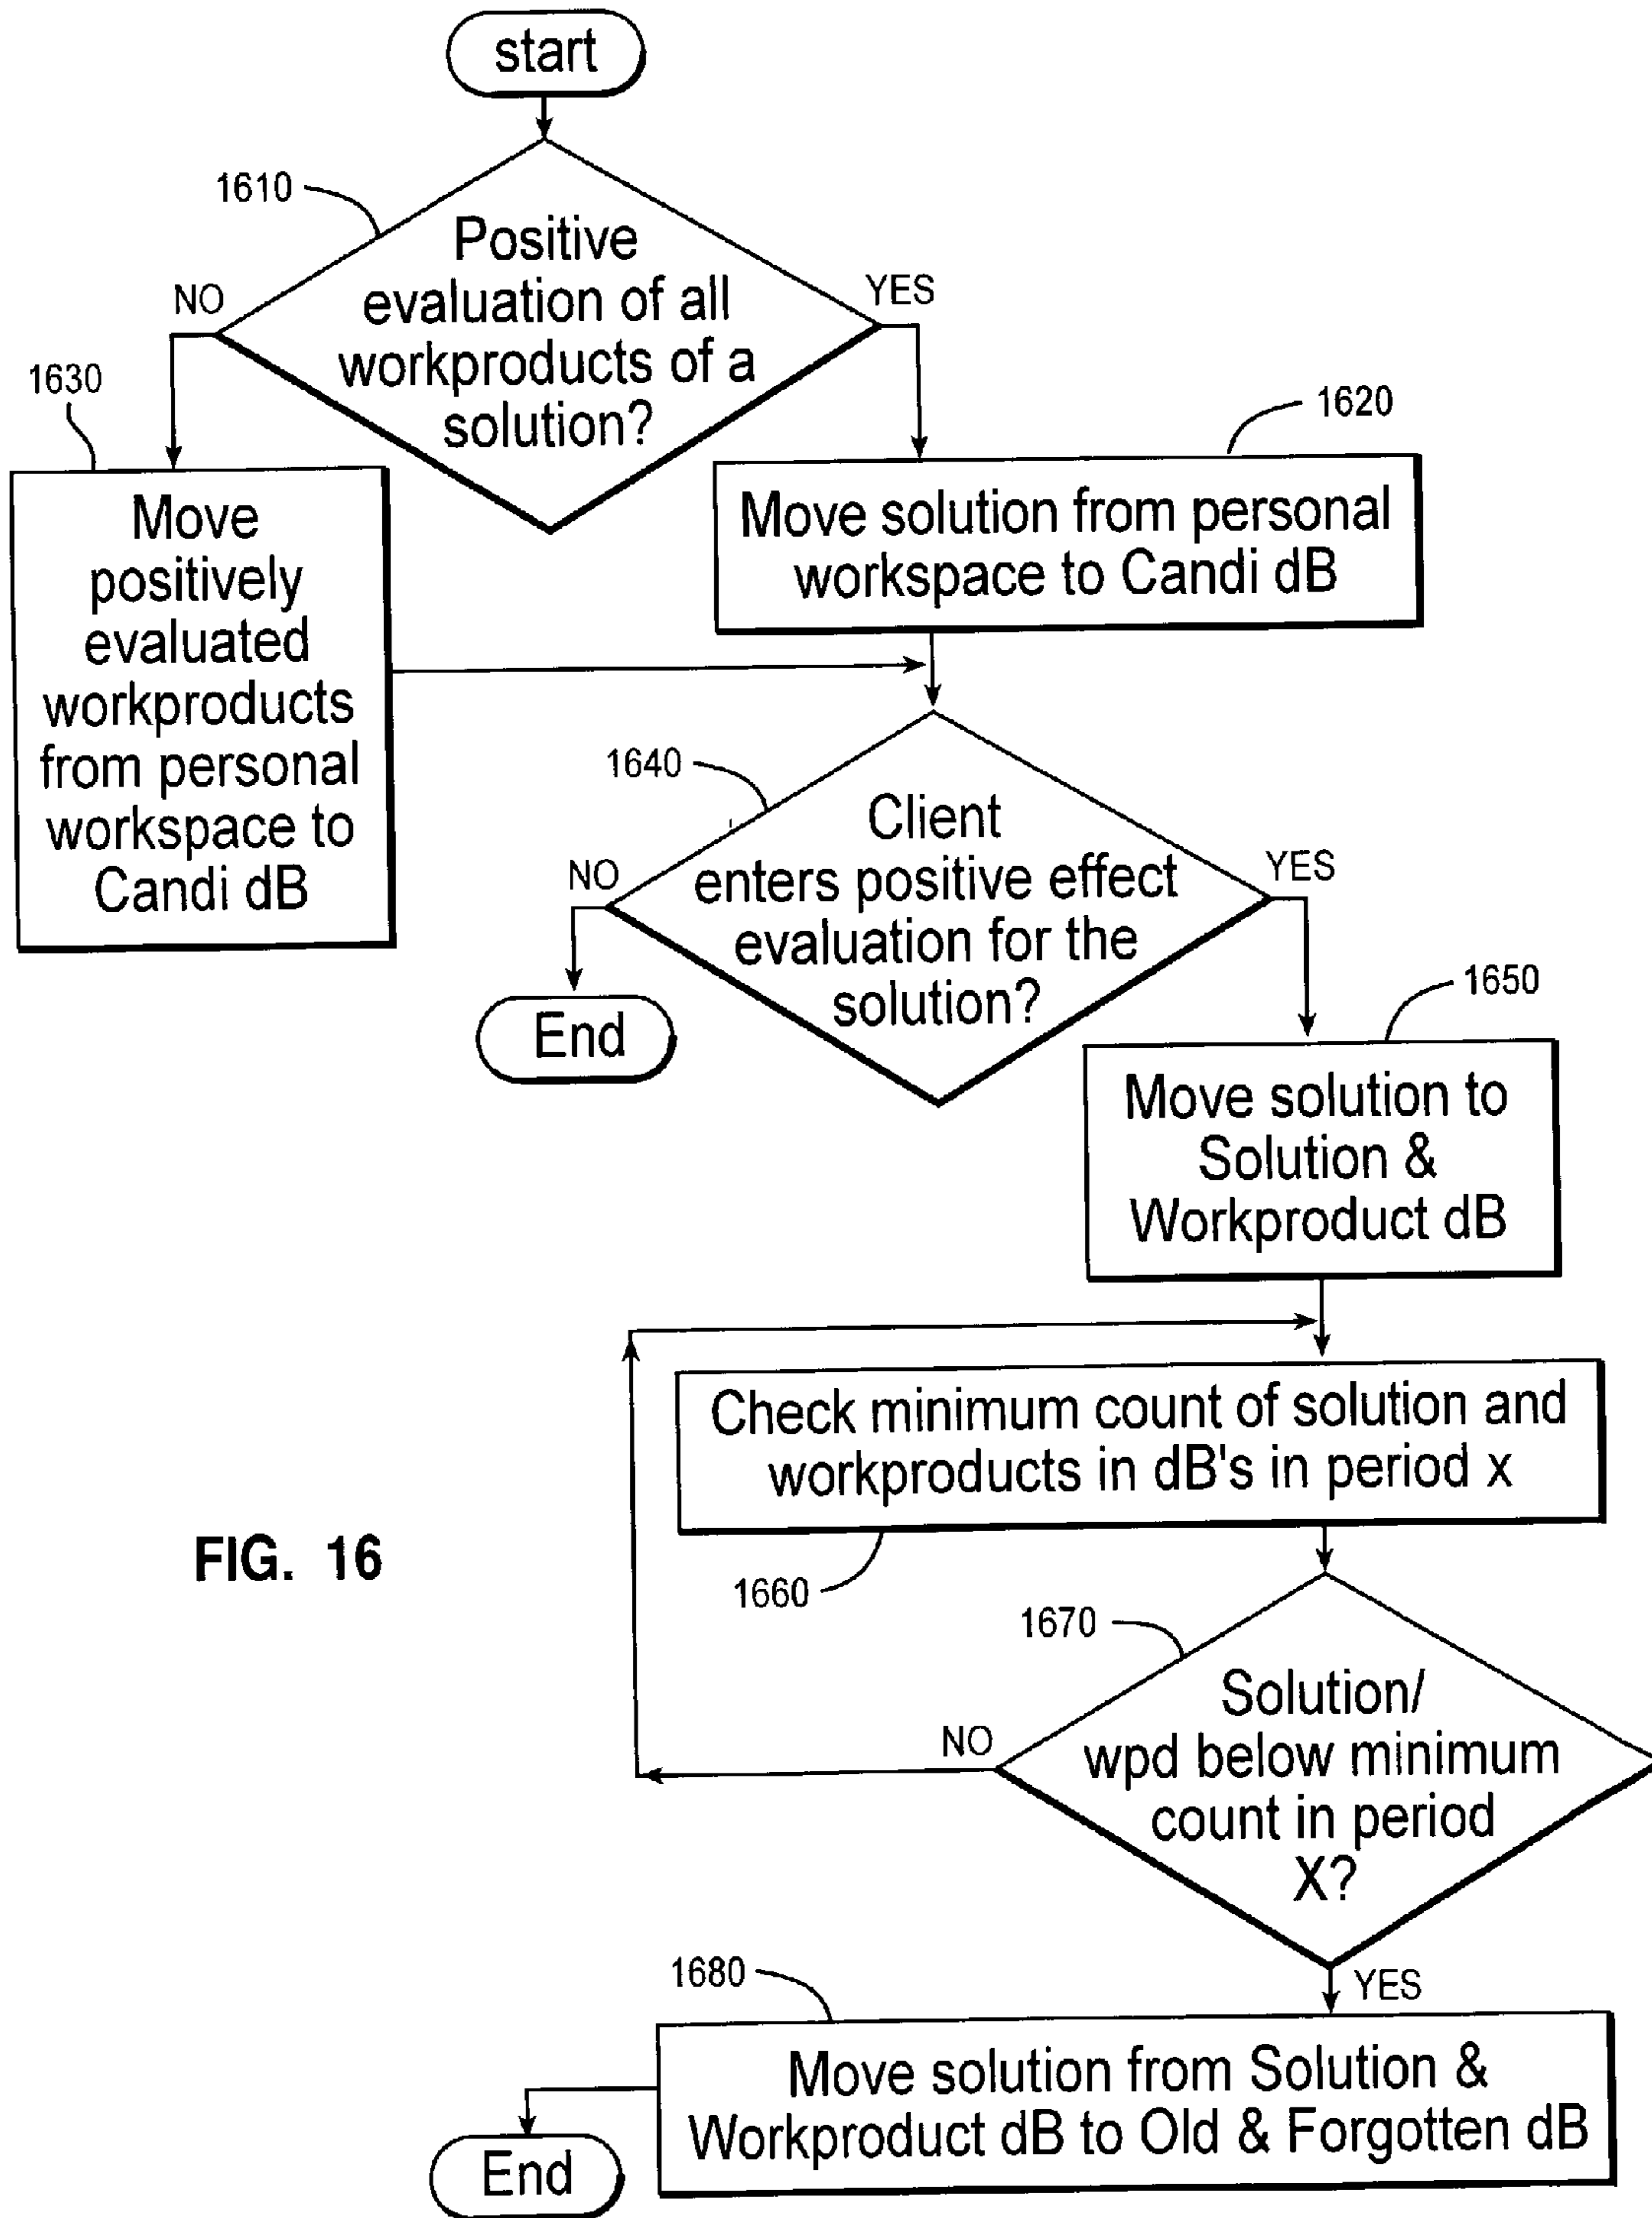 start
1610
Positive
evaluation of all
workproducts of a
solution?
NO
YES
1630
1620
Move
positively
evaluated
workproducts
from personal
workspace to
Candi dB
Move solution from personal
workspace to Candi dB
1640
Client
enters positive effect
evaluation for the
solution?
NO
YES
End
1650
Move solution to
Solution &
Workproduct dB
Check minimum count of solution and
workproducts in dB's in period x
FIG. 16
1660
1670
Solution/
wpd below minimum
count in period
X?
NO
YES
1680
Move solution from Solution &
Workproduct dB to Old & Forgotten dB
End